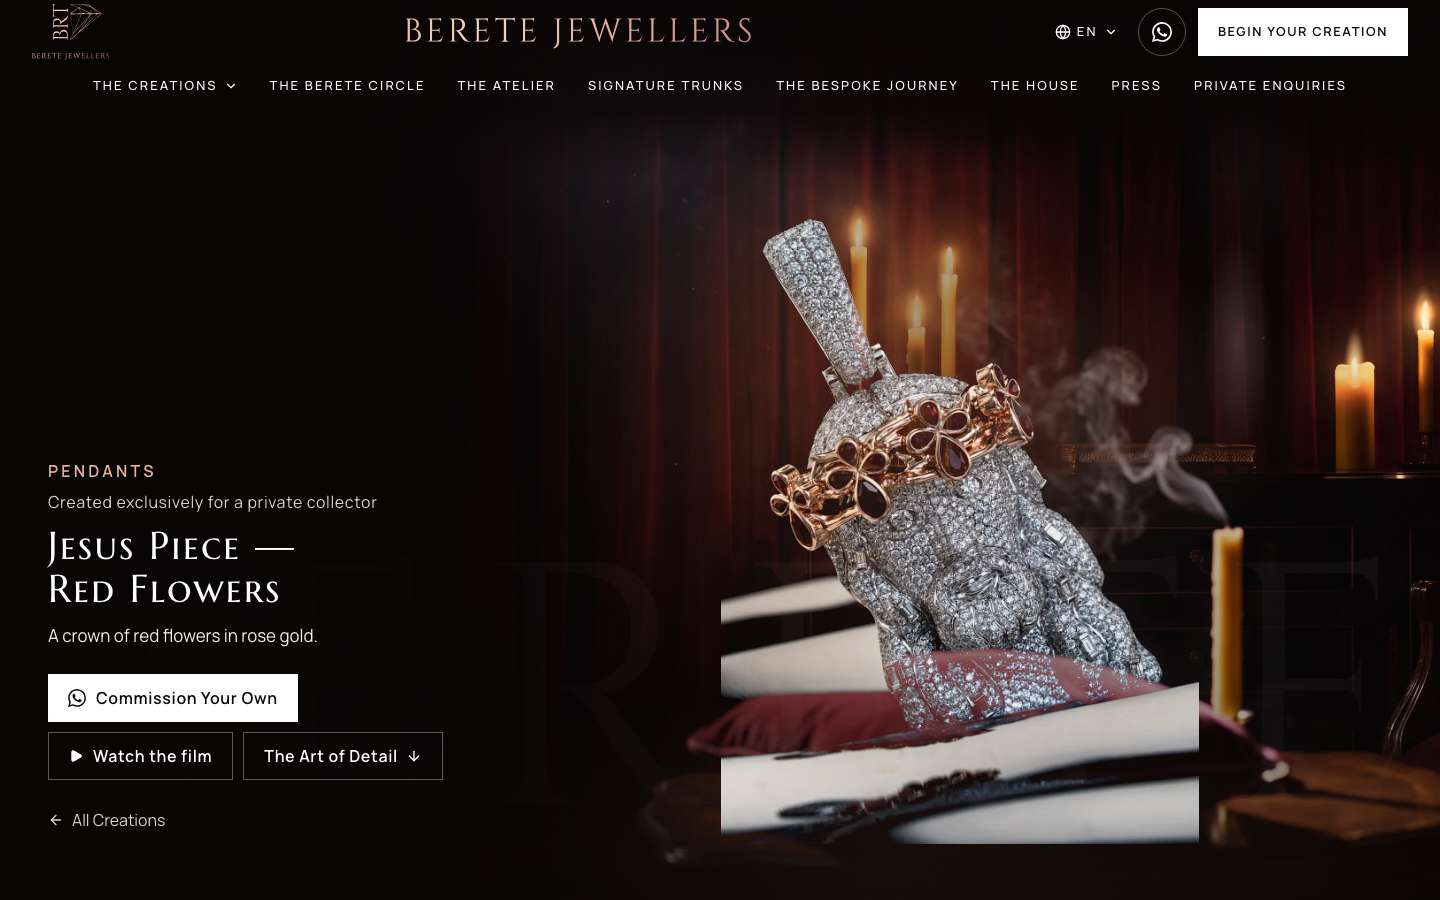 BRT
BERETE JEWELLERS
BERETE JEWELLERS
EN
BEGIN YOUR CREATION
THE CREATIONS
THE BERETE CIRCLE
THE ATELIER
SIGNATURE TRUNKS
THE BESPOKE JOURNEY
THE HOUSE
PRESS
PRIVATE ENQUIRIES
PENDANTS
Created exclusively for a private collector
Jesus Piece —
Red Flowers
A crown of red flowers in rose gold.
Commission Your Own
Watch the film
The Art of Detail
All Creations